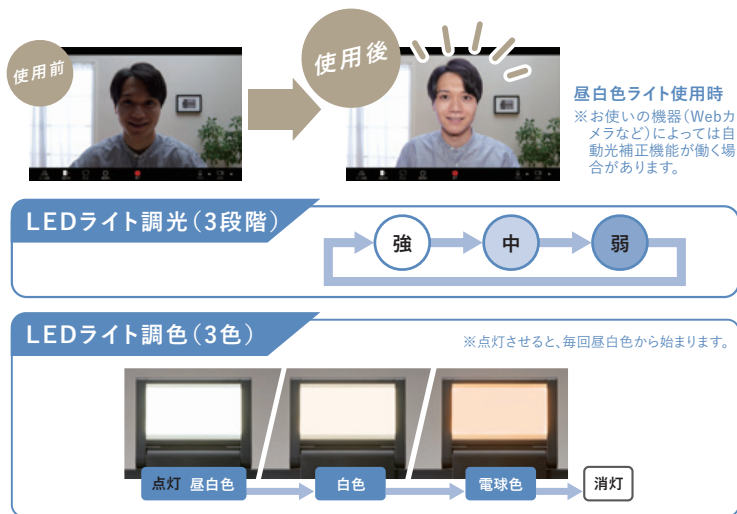 使用前
使用後
昼白色ライト使用時
※お使いの機器(Webカ
メラなど)によっては自
動光補正機能が働く場
合があります。
LEDライト調光(3段階)
強
中
弱
LEDライト調色(3色)
※点灯させると、毎回昼白色から始まります。
点灯 昼白色
白色
電球色
消灯